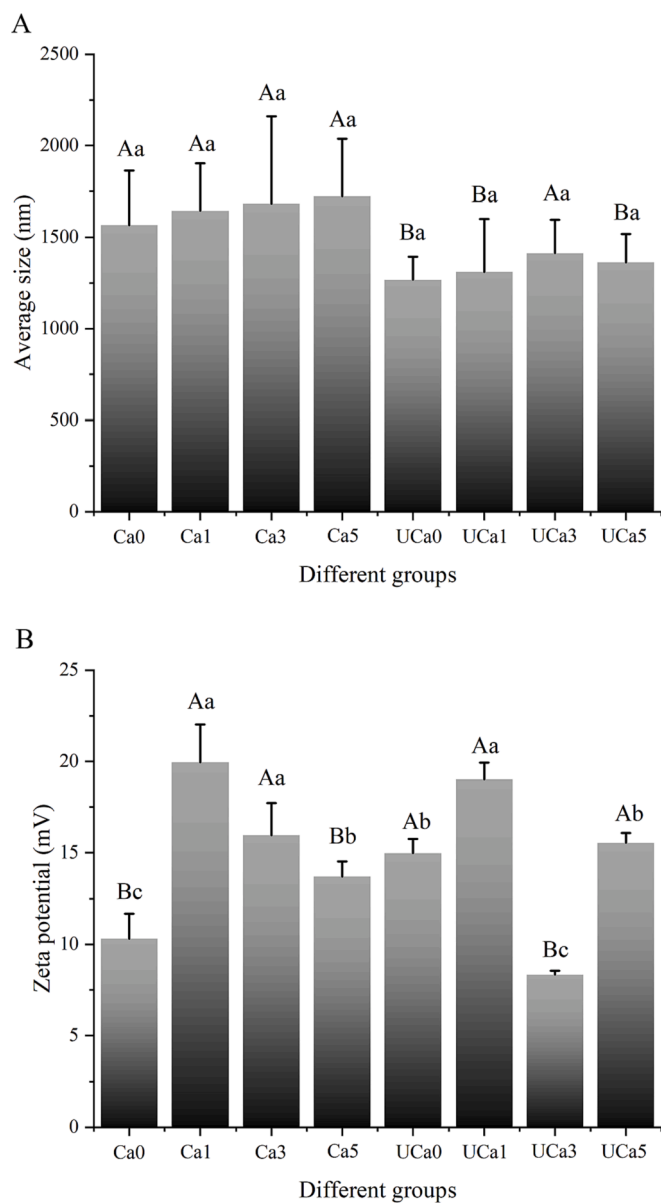 A
2500
2000
1500
1000
500
0
Average size (nm)
Aa
Aa
Aa
Aa
Ba
Ba
Aa
Ba
Ca0 Ca1 Ca3 Ca5 UCa0 UCa1 UCa3 UCa5
Different groups
B
25
20
15
10
5
0
Zeta potential (mV)
Bc
Aa
Aa
Bb
Ab
Aa
Bc
Ab
Ca0 Ca1 Ca3 Ca5 UCa0 UCa1 UCa3 UCa5
Different groups